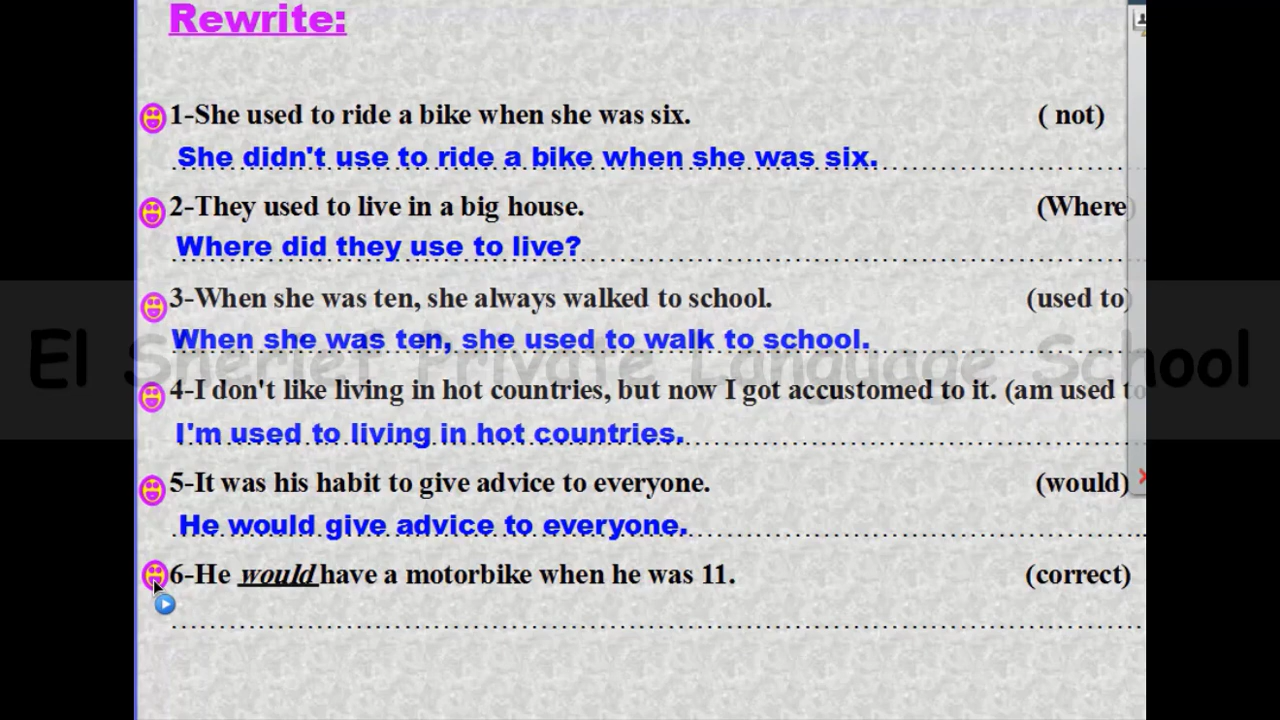 Rewrite:
1-She used to ride a bike when she was six. ( not)
She didn't use to ride a bike when she was six.
2-They used to live in a big house. (Where)
Where did they use to live?
3-When she was ten, she always walked to school. (used to)
When she was ten, she used to walk to school.
El Sherief Private Language School
4-I don't like living in hot countries, but now I got accustomed to it. (am used to
I'm used to living in hot countries.
5-It was his habit to give advice to everyone. (would)
He would give advice to everyone.
6-He would have a motorbike when he was 11. (correct)